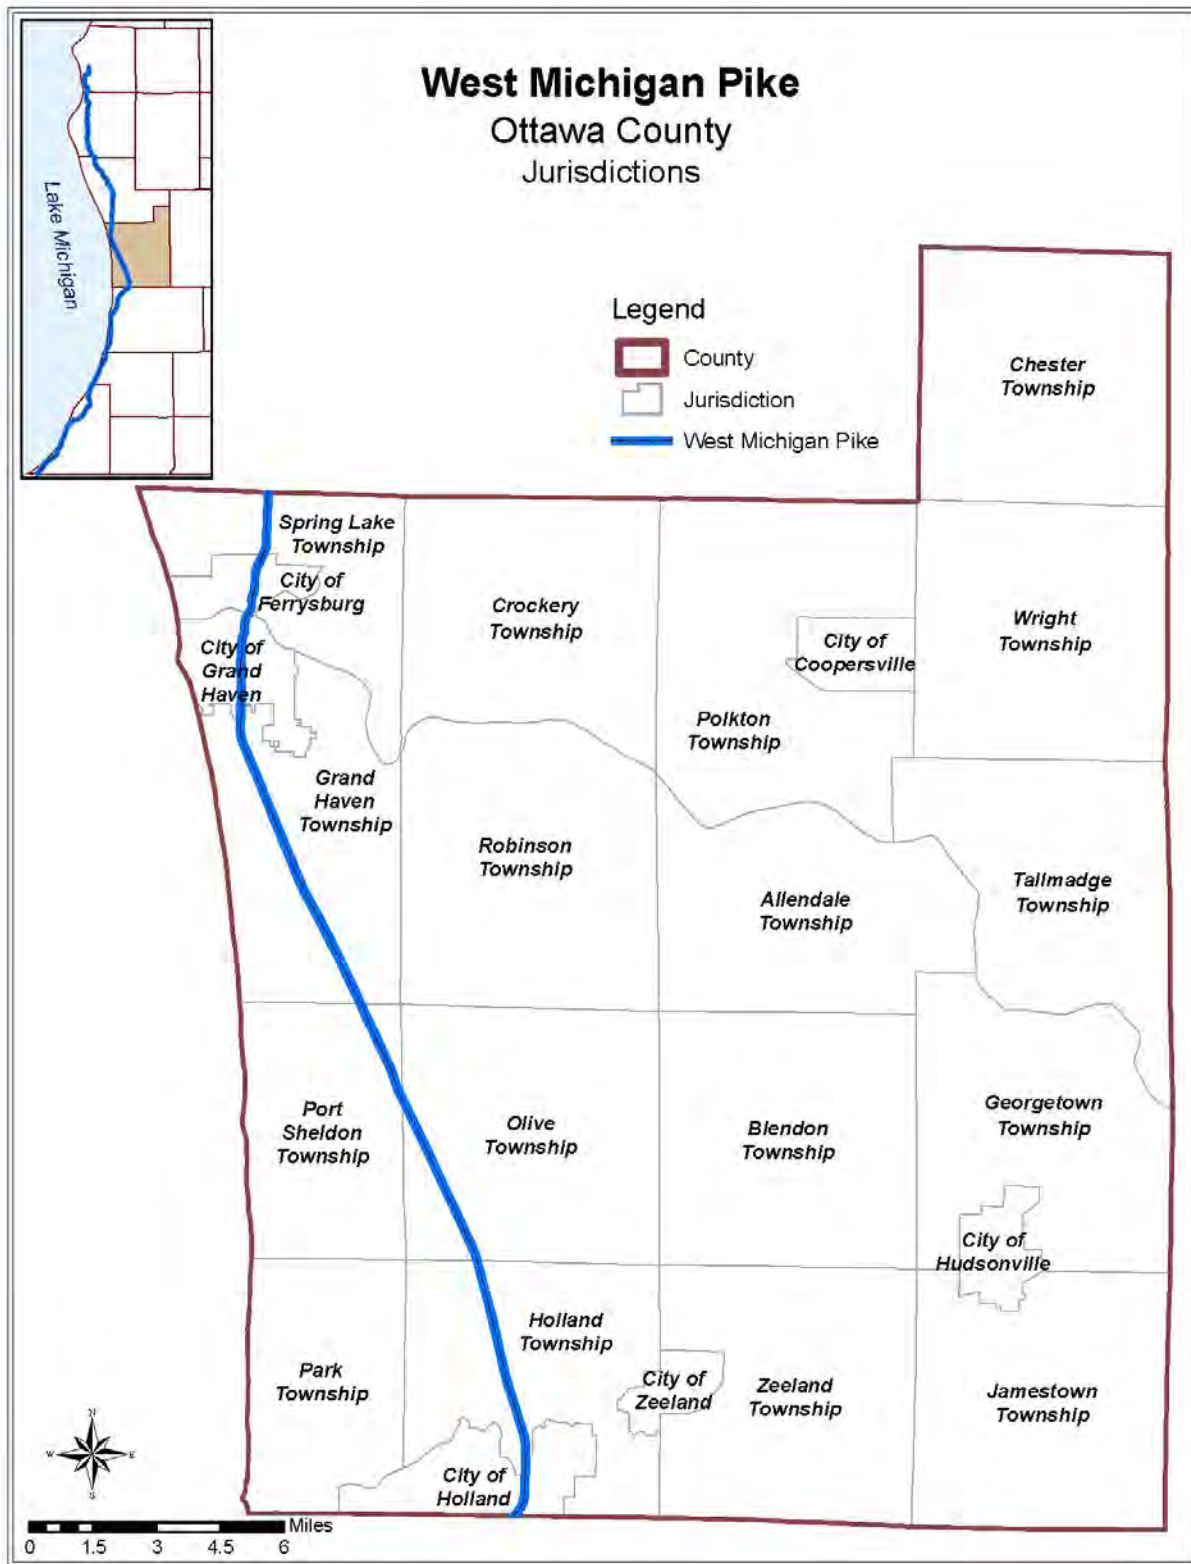 West Michigan Pike
Ottawa County
Jurisdictions
Lake Michigan
Legend
County
Jurisdiction
West Michigan Pike
Chester
Township
Spring Lake
Township
City of
Ferrysburg
Crockery
Township
City of
Coopersville
Wright
Township
City of
Grand
Haven
Polkton
Township
Grand
Haven
Township
Robinson
Township
Allendale
Township
Tallmadge
Township
Port
Sheldon
Township
Olive
Township
Blendon
Township
Georgetown
Township
City of
Hudsonville
Holland
Township
Park
Township
City of
Zeeland
Zeeland
Township
Jamestown
Township
City of
Holland
N
W
E
S
Miles
0 1.5 3 4.5 6